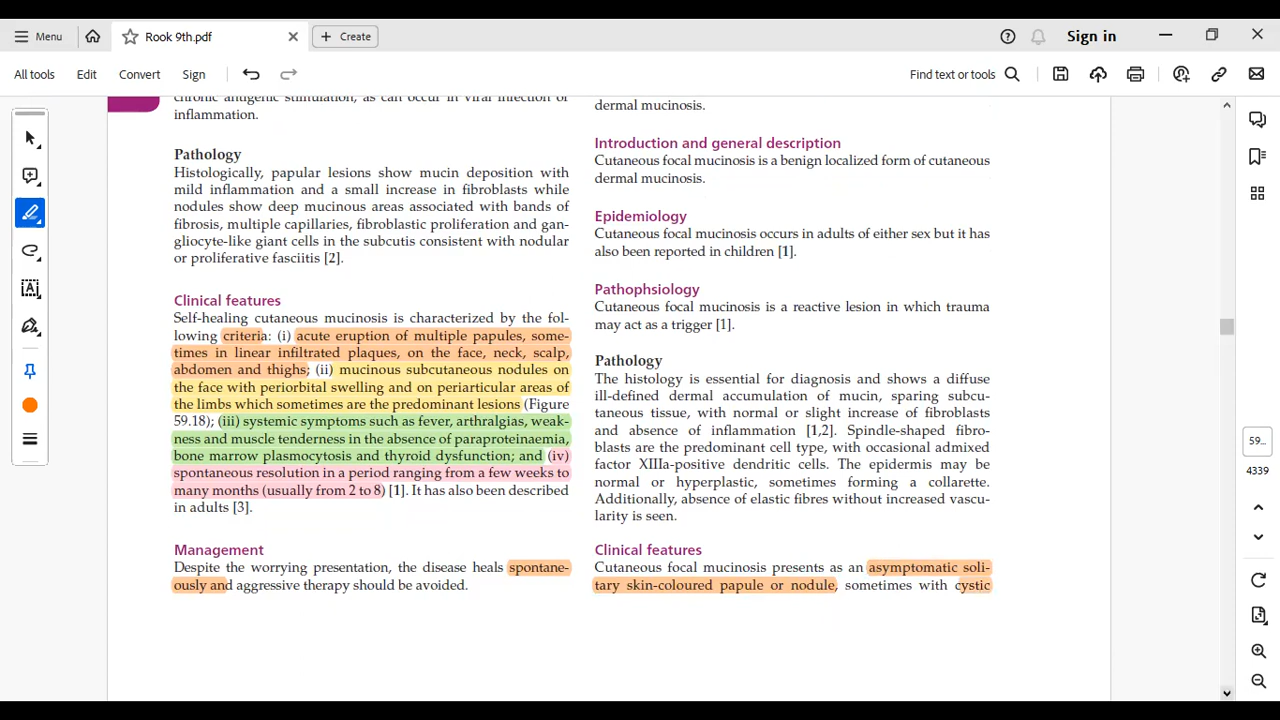 Menu
Rook 9th.pdf
Create
Sign in
All tools
Edit
Convert
Sign
Find text or tools
chronic antigenic stimulation, as can occur in viral infection or
inflammation.
Pathology
Histologically, papular lesions show mucin deposition with
mild inflammation and a small increase in fibroblasts while
nodules show deep mucinous areas associated with bands of
fibrosis, multiple capillaries, fibroblastic proliferation and gan-
gliocyte-like giant cells in the subcutis consistent with nodular
or proliferative fasciitis [2].
Clinical features
Self-healing cutaneous mucinosis is characterized by the fol-
lowing criteria: (i) acute eruption of multiple papules, some-
times in linear infiltrated plaques, on the face, neck, scalp,
abdomen and thighs; (ii) mucinous subcutaneous nodules on
the face with periorbital swelling and on periarticular areas of
the limbs which sometimes are the predominant lesions (Figure
59.18); (iii) systemic symptoms such as fever, arthralgias, weak-
ness and muscle tenderness in the absence of paraproteinaemia,
bone marrow plasmocytosis and thyroid dysfunction; and (iv)
spontaneous resolution in a period ranging from a few weeks to
many months (usually from 2 to 8) [1]. It has also been described
in adults [3].
Management
Despite the worrying presentation, the disease heals spontane-
ously and aggressive therapy should be avoided.
dermal mucinosis.
Introduction and general description
Cutaneous focal mucinosis is a benign localized form of cutaneous
dermal mucinosis.
Epidemiology
Cutaneous focal mucinosis occurs in adults of either sex but it has
also been reported in children [1].
Pathophsiology
Cutaneous focal mucinosis is a reactive lesion in which trauma
may act as a trigger [1].
Pathology
The histology is essential for diagnosis and shows a diffuse
ill-defined dermal accumulation of mucin, sparing subcu-
taneous tissue, with normal or slight increase of fibroblasts
and absence of inflammation [1,2]. Spindle-shaped fibro-
blasts are the predominant cell type, with occasional admixed
factor XIIIa-positive dendritic cells. The epidermis may be
normal or hyperplastic, sometimes forming a collarette.
Additionally, absence of elastic fibres without increased vascu-
larity is seen.
Clinical features
Cutaneous focal mucinosis presents as an asymptomatic soli-
tary skin-coloured papule or nodule, sometimes with cystic
59...
4339